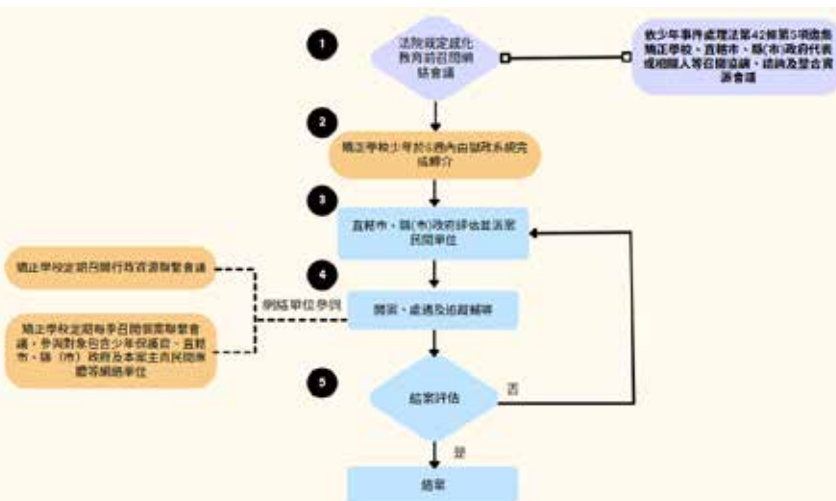 1
法院裁定感化
教育前召開網
絡會議
依少年事件處理法第42條第5項邀集
矯正學校、直轄市、縣(市)政府代表
或相關人等召開協調、諮詢及整合資
源會議
2
矯正學校少年於6週內由獄政系統完
成轉介
3
直轄市、縣(市)政府評估並派案
民間單位
4
開案、處遇及追蹤輔導
網絡單位參與
矯正學校定期召開行政資源聯繫會議
矯正學校定期每季召開個案聯繫會
議,參與對象包含少年保護官、直轄
市、縣(市)政府及
民間團
體等網絡單位
5
結案評估
否
是
結案